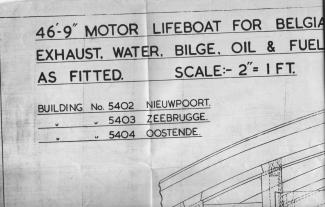 46'-9" MOTOR LIFEBOAT FOR BELGIA
EXHAUST, WATER, BILGE, OIL & FUEL
AS FITTED. SCALE:- 2"= 1 FT.
BUILDING No. 5402 NIEUWPOORT.
" " 5403 ZEEBRUGGE.
" " 5404 OOSTENDE.